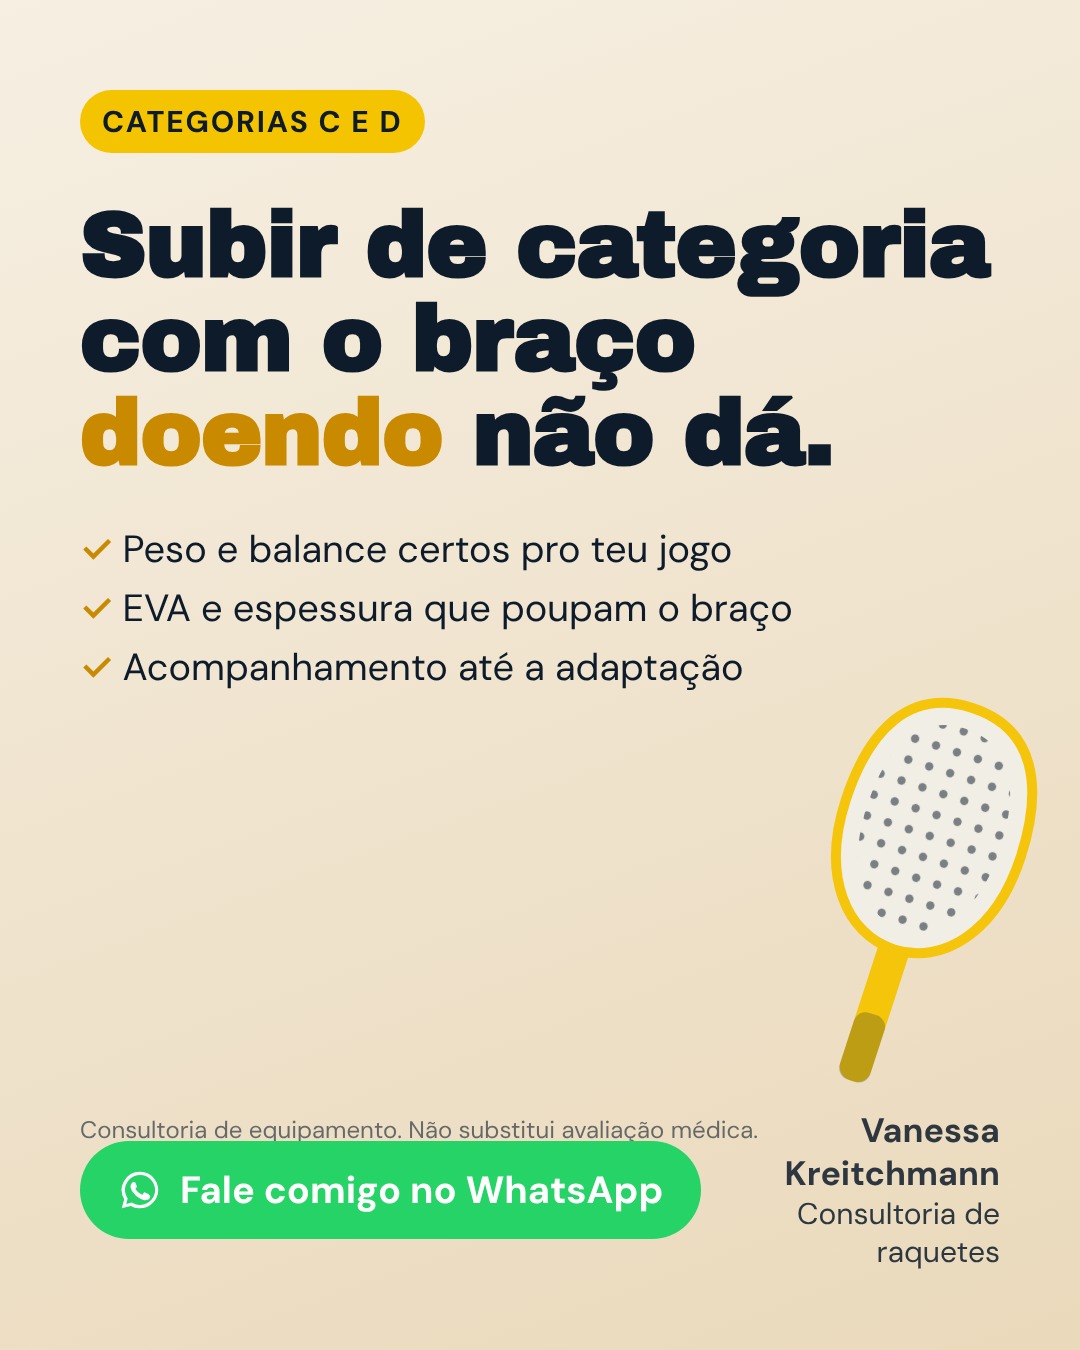 CATEGORIAS C E D
Subir de categoria
com o braço
doendo não dá.
Peso e balance certos pro teu jogo
EVA e espessura que poupam o braço
Acompanhamento até a adaptação
Consultoria de equipamento. Não substitui avaliação médica.
Fale comigo no WhatsApp
Vanessa
Kreitchmann
Consultoria de
raquetes